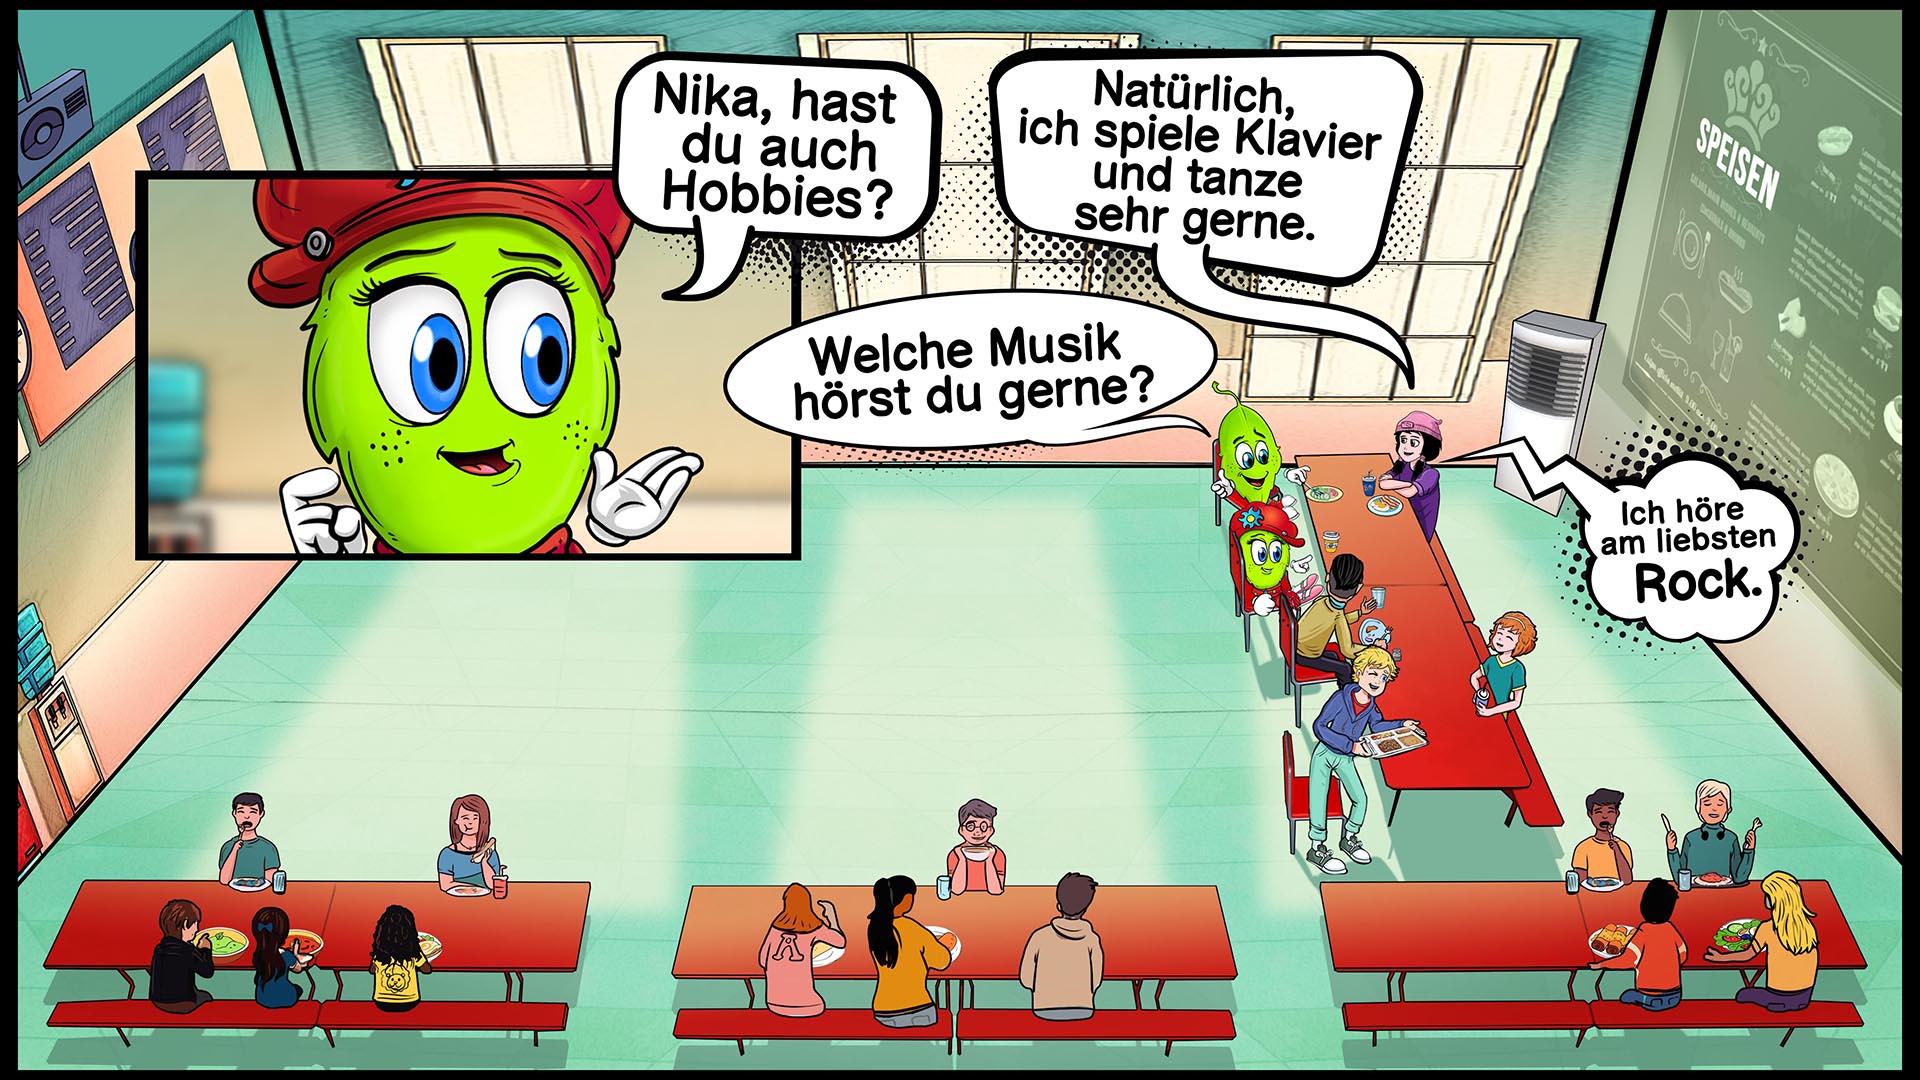 Nika, hast
du auch
Hobbies?
Natürlich,
ich spiele Klavier
und tanze
sehr gerne.
Welche Musik
hörst du gerne?
Ich höre
am liebsten
Rock.
SPEISEN